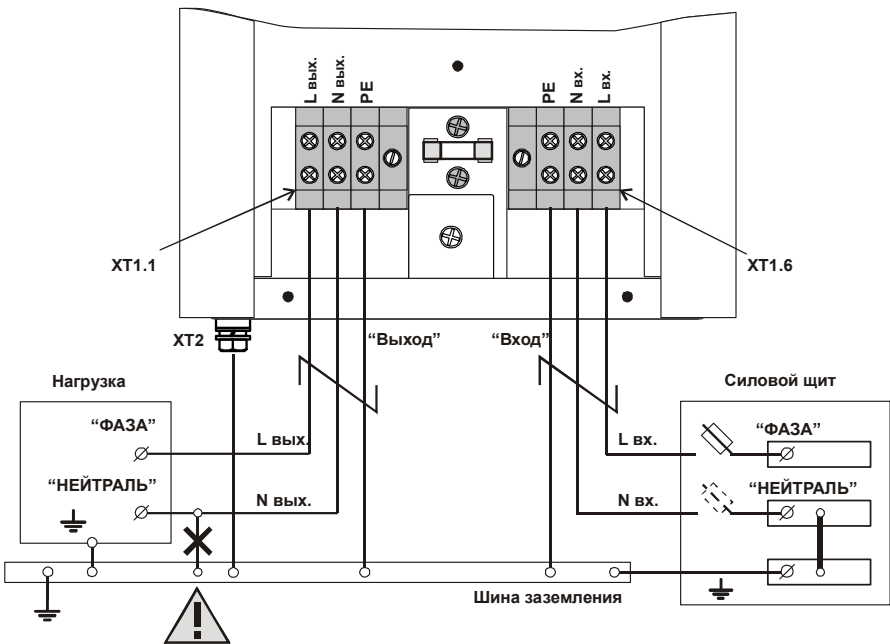 L вых.
N вых.
PE
PE
N вх.
L вх.
XT1.1
XT1.6
XT2
“Выход”
“Вход”
Нагрузка
Силовой щит
“ФАЗА”
“ФАЗА”
L вых.
L вх.
“НЕЙТРАЛЬ”
“НЕЙТРАЛЬ”
N вых.
N вх.
Шина заземления
!